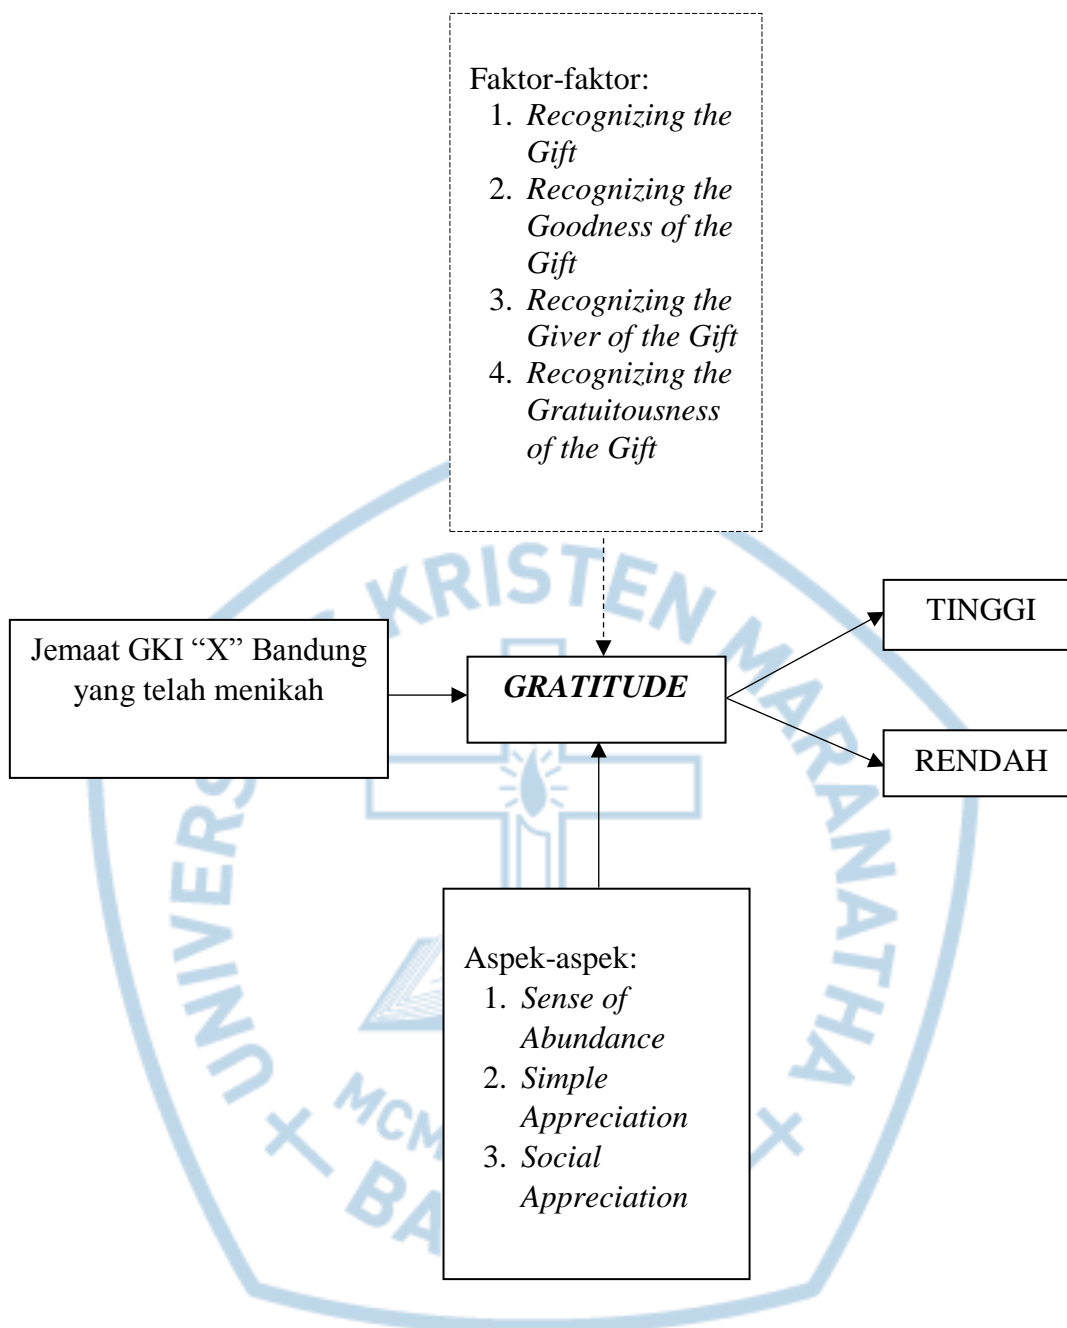 Faktor-faktor:
1. Recognizing the
Gift
2. Recognizing the
Goodness of the
Gift
3. Recognizing the
Giver of the Gift
4. Recognizing the
Gratuitousness
of the Gift
KRISTEN MARANATHA
TINGGI
Jemaat GKI “X” Bandung
yang telah menikah
GRATITUDE
RENDAH
Aspek-aspek:
1. Sense of
Abundance
2. Simple
Appreciation
3. Social
Appreciation